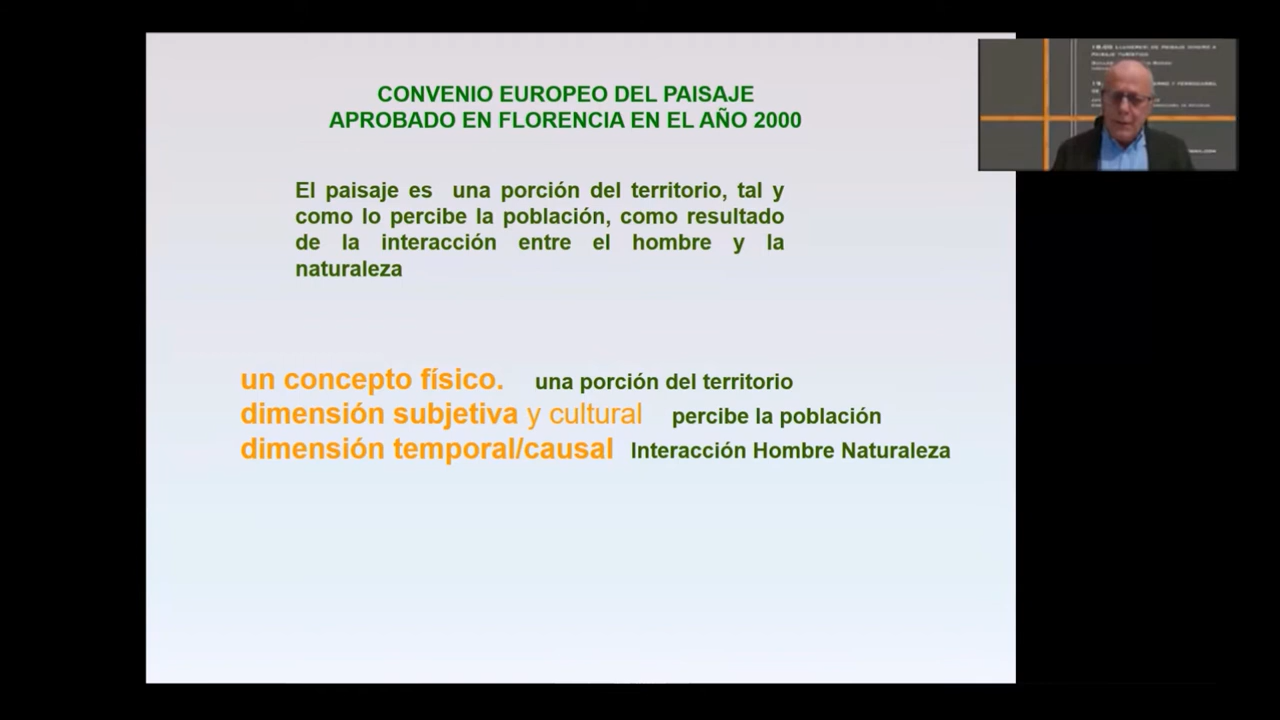 CONVENIO EUROPEO DEL PAISAJE
APROBADO EN FLORENCIA EN EL AÑO 2000
El paisaje es una porción del territorio, tal y
como lo percibe la población, como resultado
de la interacción entre el hombre y la
naturaleza
un concepto físico. una porción del territorio
dimensión subjetiva y cultural percibe la población
dimensión temporal/causal Interacción Hombre Naturaleza